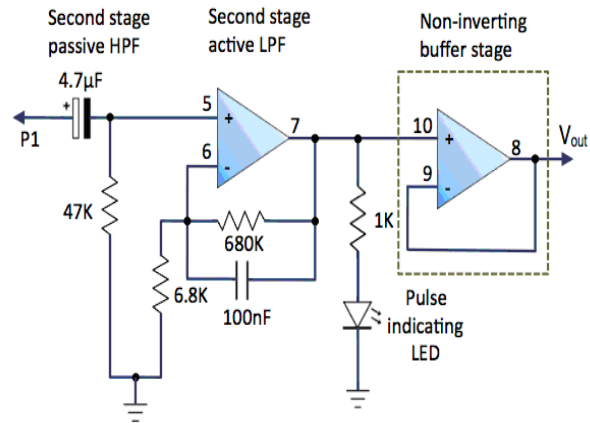 Second stage
passive HPF
Second stage
active LPF
Non-inverting
buffer stage
4.7µF
+
P1
5
+
7
6
-
10
+
8
Vout
9
-
47K
680K
1K
6.8K
100nF
Pulse
indicating
LED